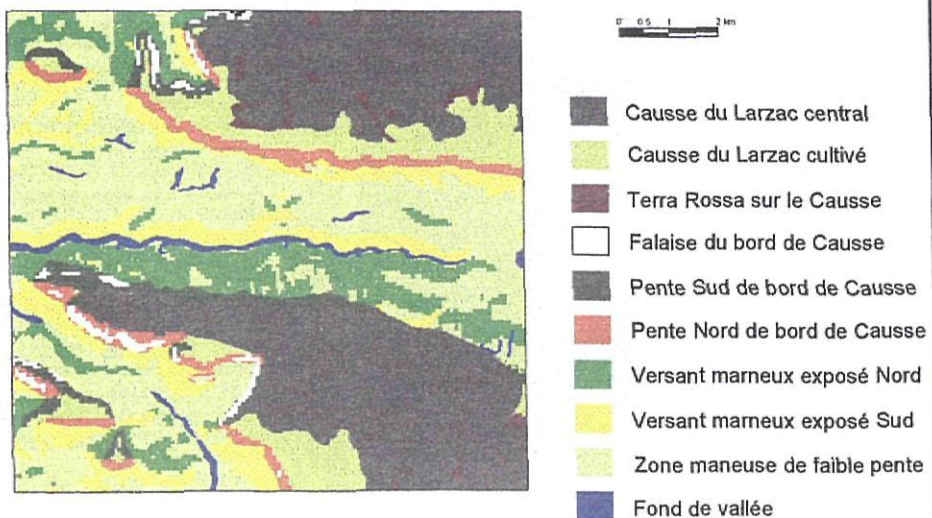 0 0.5 1 2 km
Causse du Larzac central
Causse du Larzac cultivé
Terra Rossa sur le Causse
Falaise du bord de Causse
Pente Sud de bord de Causse
Pente Nord de bord de Causse
Versant marneux exposé Nord
Versant marneux exposé Sud
Zone maneuse de faible pente
Fond de vallée